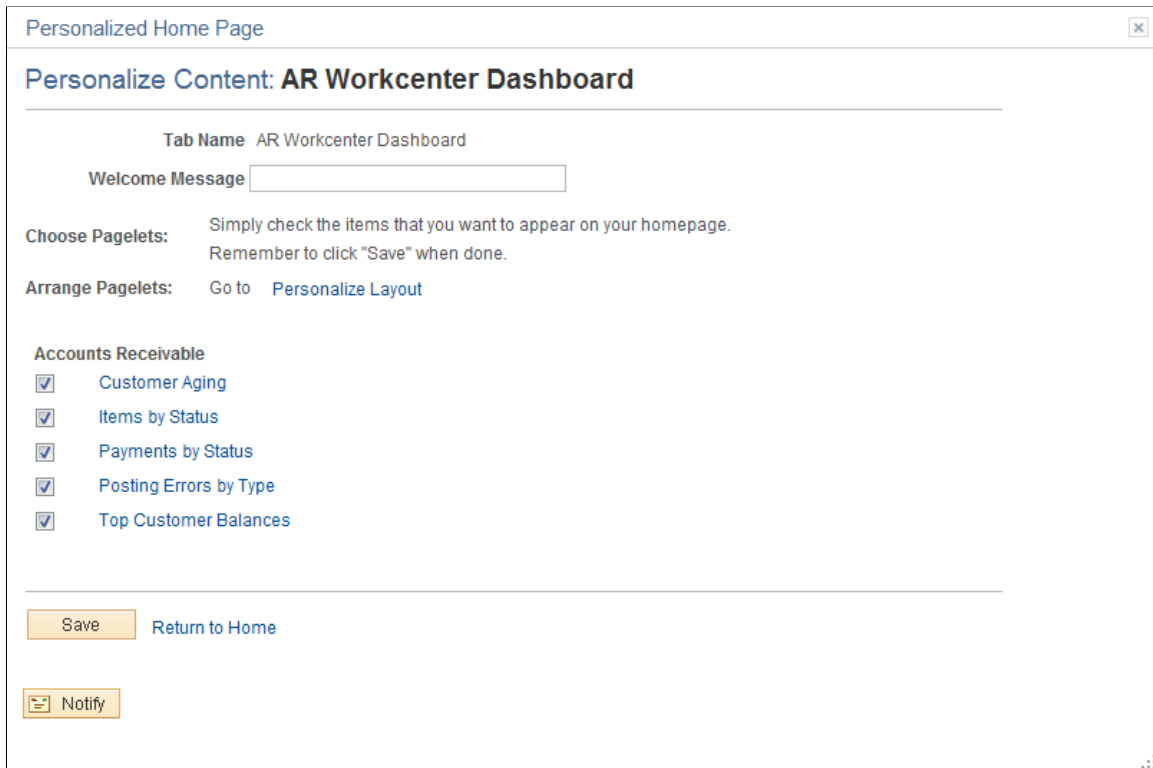 Personalized Home Page
Personalize Content: AR Workcenter Dashboard
Tab Name AR Workcenter Dashboard
Welcome Message
Choose Pagelets: Simply check the items that you want to appear on your homepage.
Remember to click "Save" when done.
Arrange Pagelets: Go to Personalize Layout
Accounts Receivable
Customer Aging
Items by Status
Payments by Status
Posting Errors by Type
Top Customer Balances
Save Return to Home
Notify